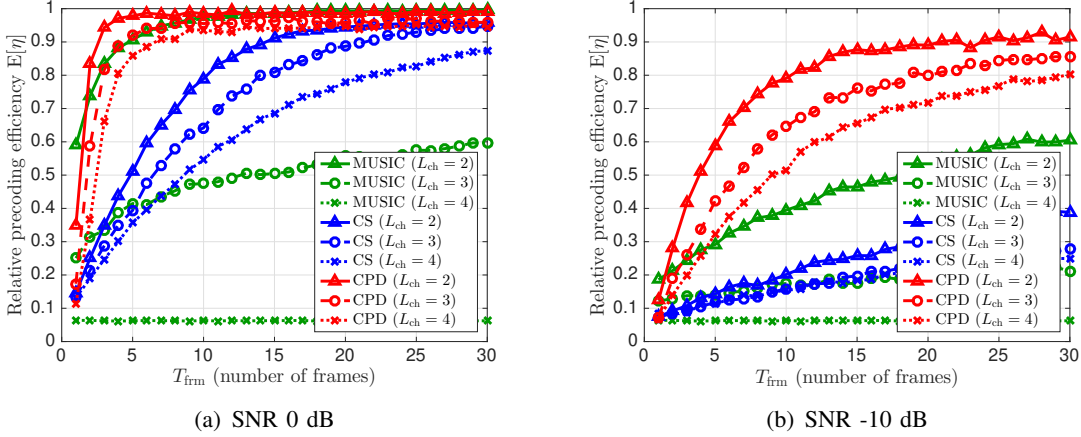 Relative precoding efficiency E[η]
1
0.9
0.8
0.7
0.6
0.5
0.4
0.3
0.2
0.1
0
0 5 10 15 20 25 30
T_frm (number of frames)
MUSIC (L_ch = 2)
MUSIC (L_ch = 3)
MUSIC (L_ch = 4)
CS (L_ch = 2)
CS (L_ch = 3)
CS (L_ch = 4)
CPD (L_ch = 2)
CPD (L_ch = 3)
CPD (L_ch = 4)
(a) SNR 0 dB
Relative precoding efficiency E[η]
1
0.9
0.8
0.7
0.6
0.5
0.4
0.3
0.2
0.1
0
0 5 10 15 20 25 30
T_frm (number of frames)
MUSIC (L_ch = 2)
MUSIC (L_ch = 3)
MUSIC (L_ch = 4)
CS (L_ch = 2)
CS (L_ch = 3)
CS (L_ch = 4)
CPD (L_ch = 2)
CPD (L_ch = 3)
CPD (L_ch = 4)
(b) SNR -10 dB